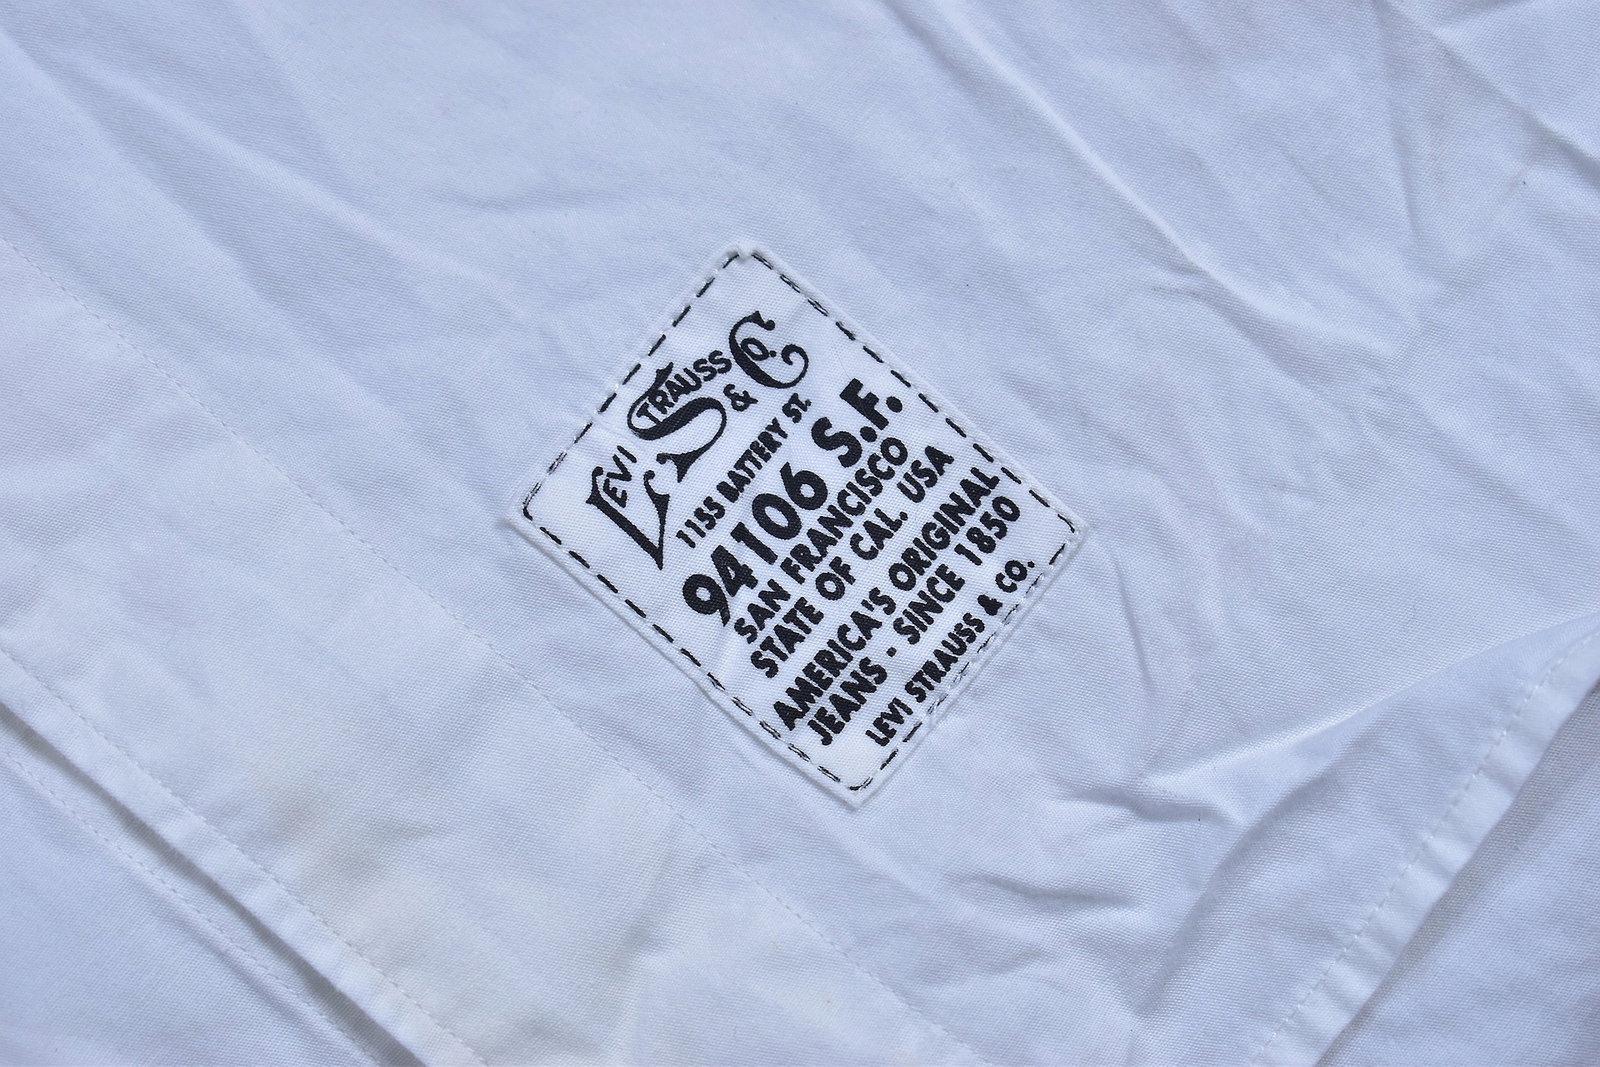 LEVI STRAUSS & CO.
1155 BATTERY ST.
94106 S.F.
SAN FRANCISCO
STATE OF CAL. USA
AMERICA'S ORIGINAL
JEANS - SINCE 1850
LEVI STRAUSS & CO.